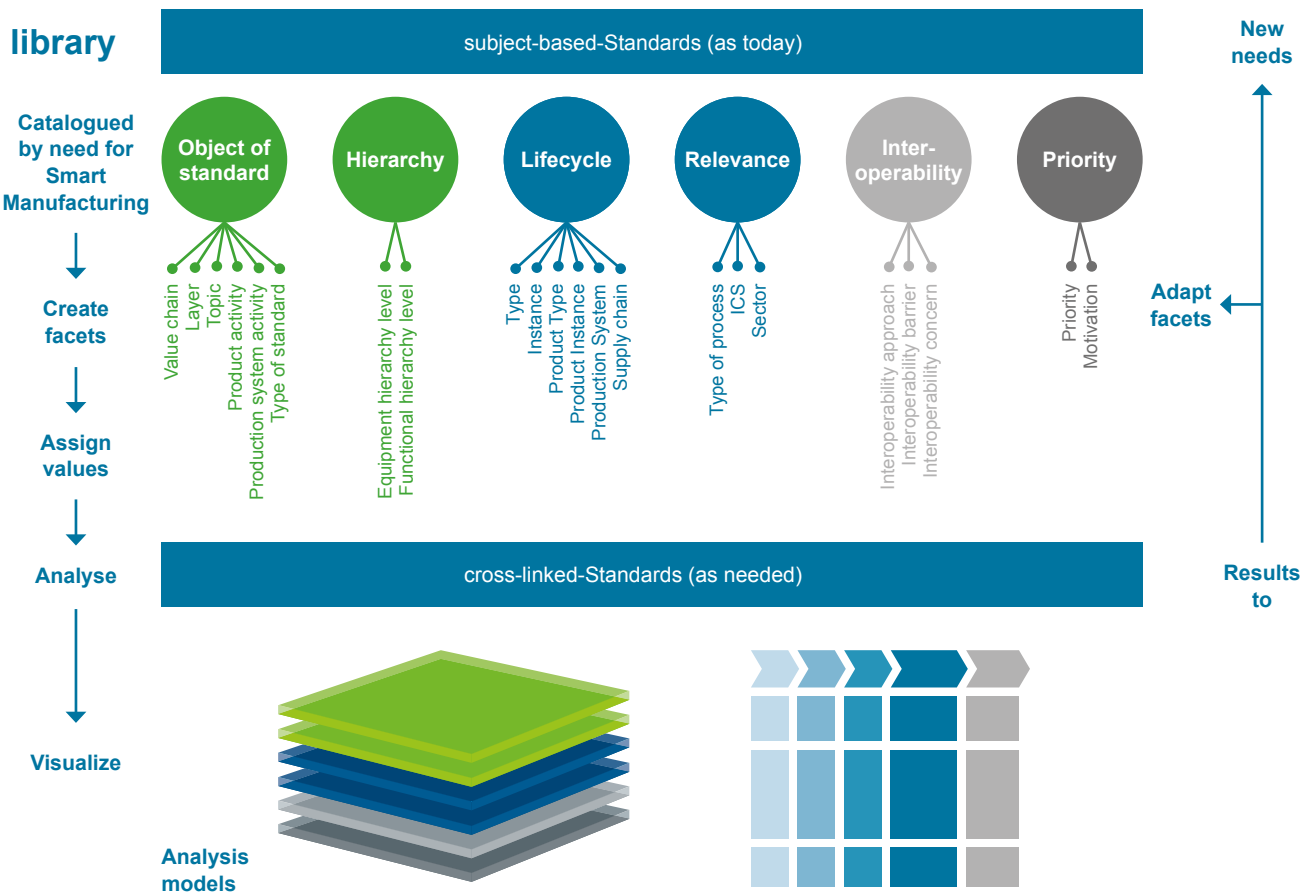 library
subject-based-Standards (as today)
New
needs
Catalogued
by need for
Smart
Manufacturing
Object of
standard
Hierarchy
Lifecycle
Relevance
Inter-
operability
Priority
Value chain
Layer
Topic
Product activity
Production system activity
Type of standard
Equipment hierarchy level
Functional hierarchy level
Type
Instance
Product Type
Product Instance
Production System
Supply chain
Type of process
ICS
Sector
Interoperability approach
Interoperability barrier
Interoperability concern
Priority
Motivation
Create
facets
Adapt
facets
Assign
values
Analyse
cross-linked-Standards (as needed)
Results
to
Visualize
Analysis
models